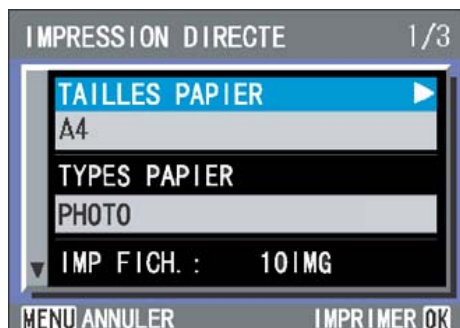 IMPRESSION DIRECTE 1/3
TAILLES PAPIER
A4
TYPES PAPIER
PHOTO
IMP FICH. : 10IMG
MENU ANNULER IMPRIMER OK